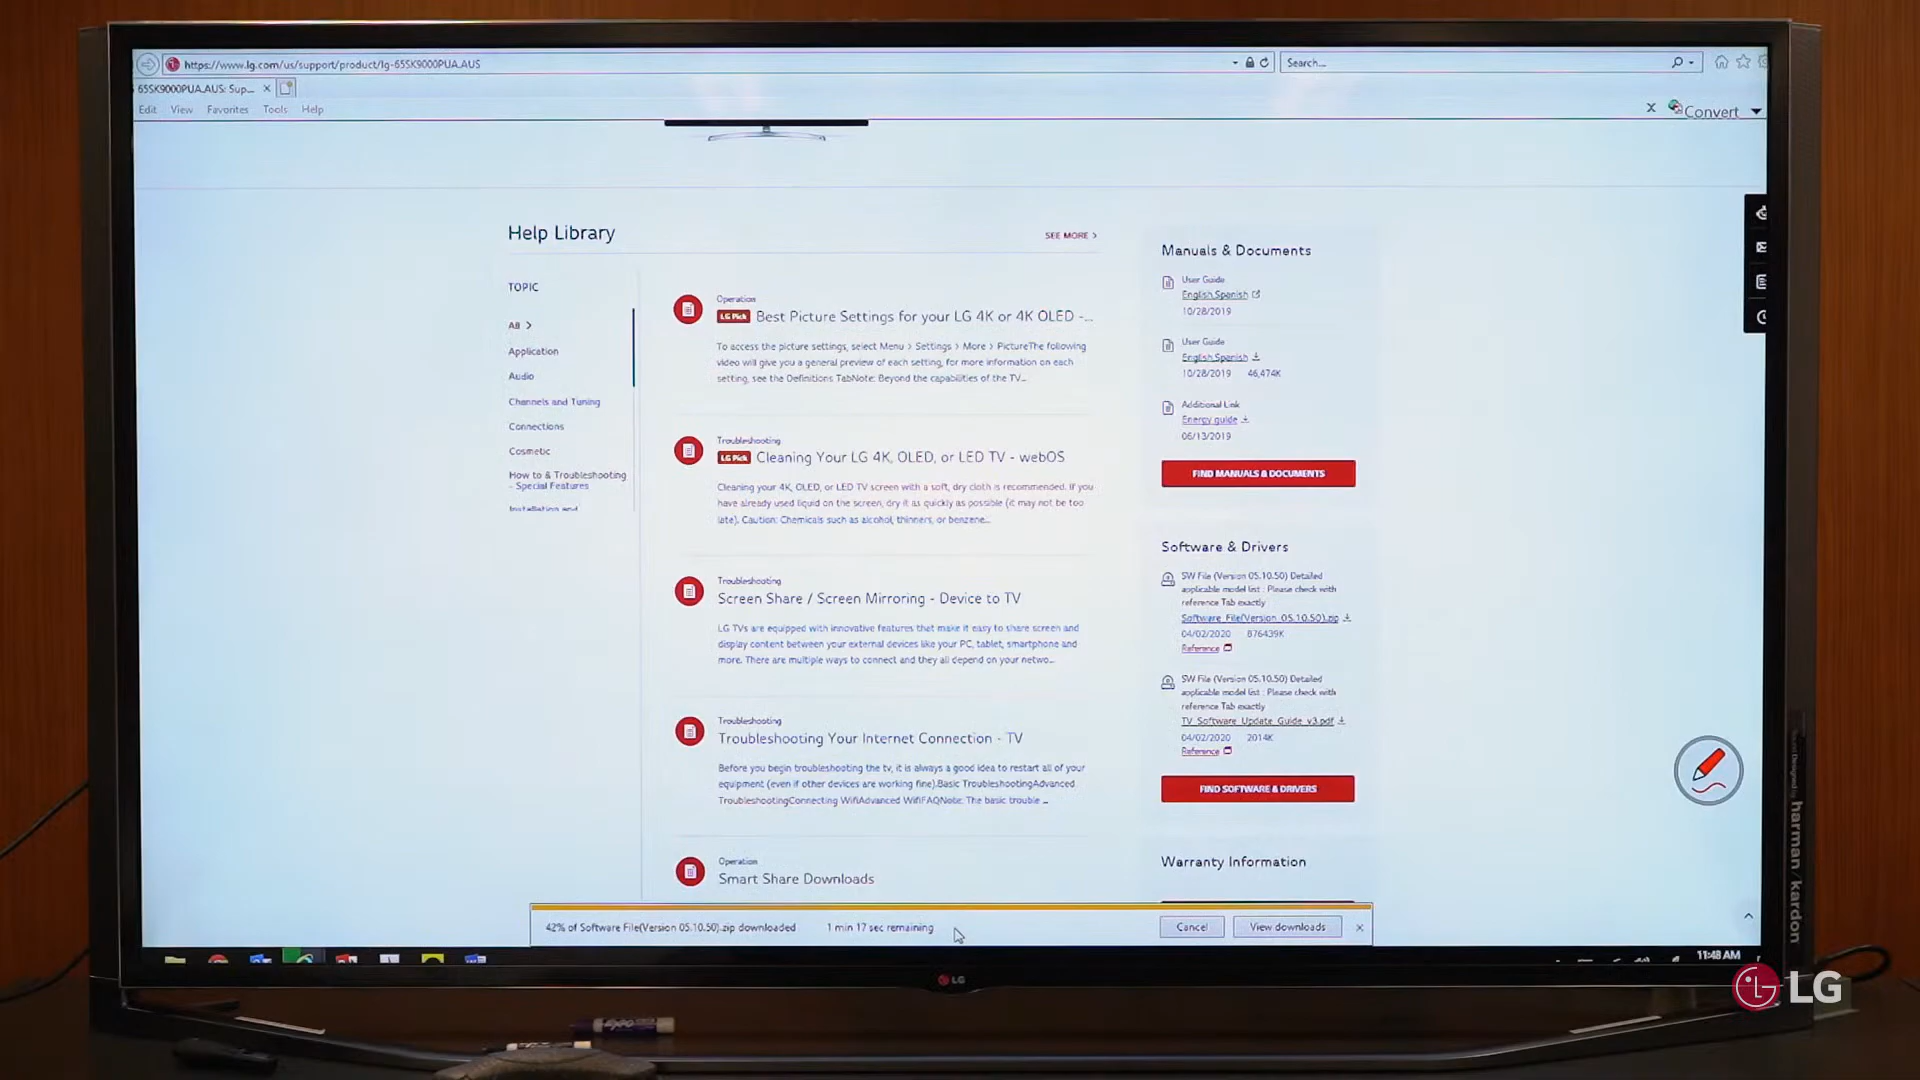 https://www.lg.com/us/support/product/lg-65SK9000PUA.AUS
Search...
65SK9000PUA.AUS: Sup...
Edit View Favorites Tools Help
Convert
Help Library
SEE MORE >
TOPIC
All >
Application
Audio
Channels and Tuning
Connections
Cosmetic
How to & Troubleshooting
- Special Features
Installation and
Operation
LG Pick Best Picture Settings for your LG 4K or 4K OLED -...
To access the picture settings, select Menu > Settings > More > PictureThe following
video will give you a general preview of each setting, for more information on each
setting, see the Definitions TabNote: Beyond the capabilities of the TV...
Troubleshooting
LG Pick Cleaning Your LG 4K, OLED, or LED TV - webOS
Cleaning your 4K, OLED, or LED TV screen with a soft, dry cloth is recommended. If you
have already used liquid on the screen, dry it as quickly as possible (it may not be too
late). Caution: Chemicals such as alcohol, thinners, or benzene...
Troubleshooting
Screen Share / Screen Mirroring - Device to TV
LG TVs are equipped with innovative features that make it easy to share screen and
display content between your external devices like your PC, tablet, smartphone and
more. There are multiple ways to connect and they all depend on your netwo...
Troubleshooting
Troubleshooting Your Internet Connection - TV
Before you begin troubleshooting the tv, it is always a good idea to restart all of your
equipment (even if other devices are working fine).Basic TroubleshootingAdvanced
TroubleshootingConnecting WifiAdvanced WifiFAQNote: The basic trouble ...
Operation
Smart Share Downloads
Manuals & Documents
User Guide
English,Spanish
10/28/2019
User Guide
English,Spanish
10/28/2019 46,474K
Additional Link
Energy guide
06/13/2019
FIND MANUALS & DOCUMENTS
Software & Drivers
SW File (Version 05.10.50) Detailed
applicable model list : Please check with
reference Tab exactly
Software_File(Version_05.10.50).zip
04/02/2020 876439K
Reference
SW File (Version 05.10.50) Detailed
applicable model list : Please check with
reference Tab exactly
TV_Software_Update_Guide_v3.pdf
04/02/2020 2014K
Reference
FIND SOFTWARE & DRIVERS
Warranty Information
42% of Software File(Version 05.10.50).zip downloaded 1 min 17 sec remaining
Cancel
View downloads
11:48 AM
LG
harman/kardon
LG
expo